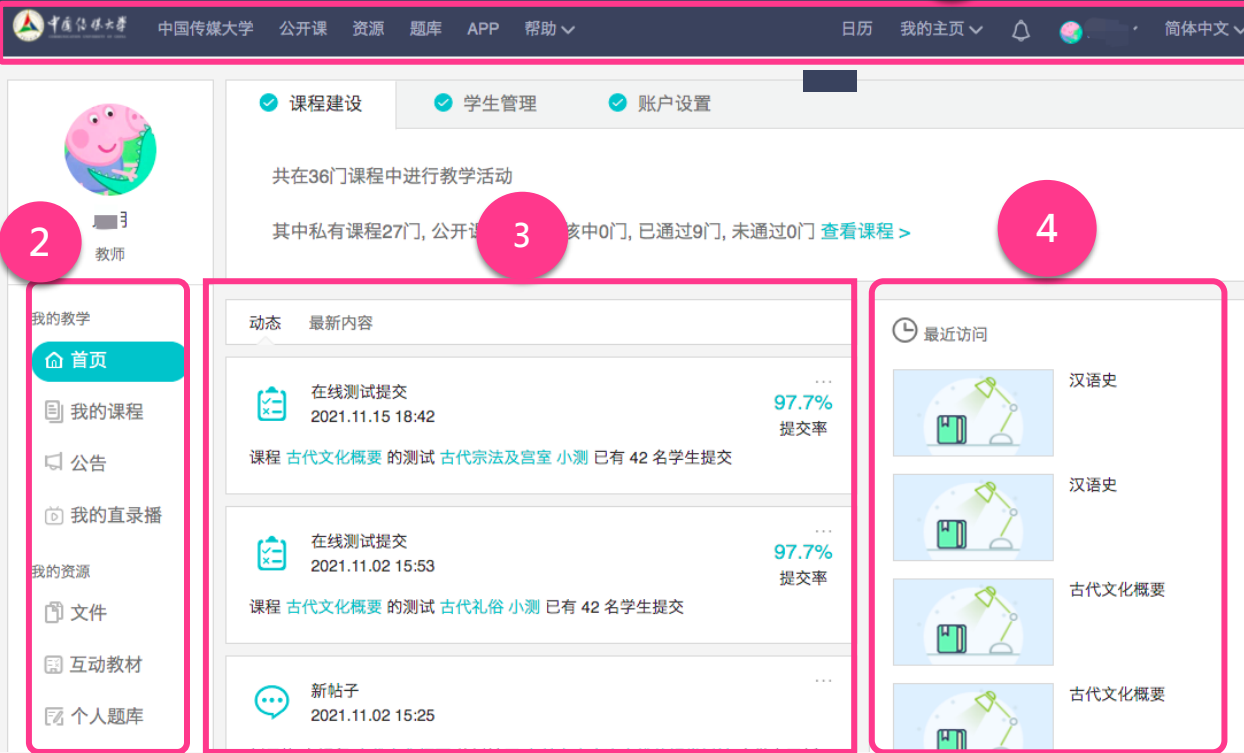 中国传媒大学
中国传媒大学 公开课 资源 题库 APP 帮助 日历 我的主页 简体中文
课程建设 学生管理 账户设置
共在36门课程中进行教学活动
其中私有课程27门, 公开 核中0门, 已通过9门, 未通过0门 查看课程 >
教师
2
3
4
我的教学
首页
我的课程
公告
我的直录播
我的资源
文件
互动教材
个人题库
动态 最新内容
在线测试提交
2021.11.15 18:42
97.7%
提交率
课程 古代文化概要 的测试 古代宗法及宫室 小测 已有 42 名学生提交
在线测试提交
2021.11.02 15:53
97.7%
提交率
课程 古代文化概要 的测试 古代礼俗 小测 已有 42 名学生提交
新帖子
2021.11.02 15:25
最近访问
汉语史
汉语史
古代文化概要
古代文化概要